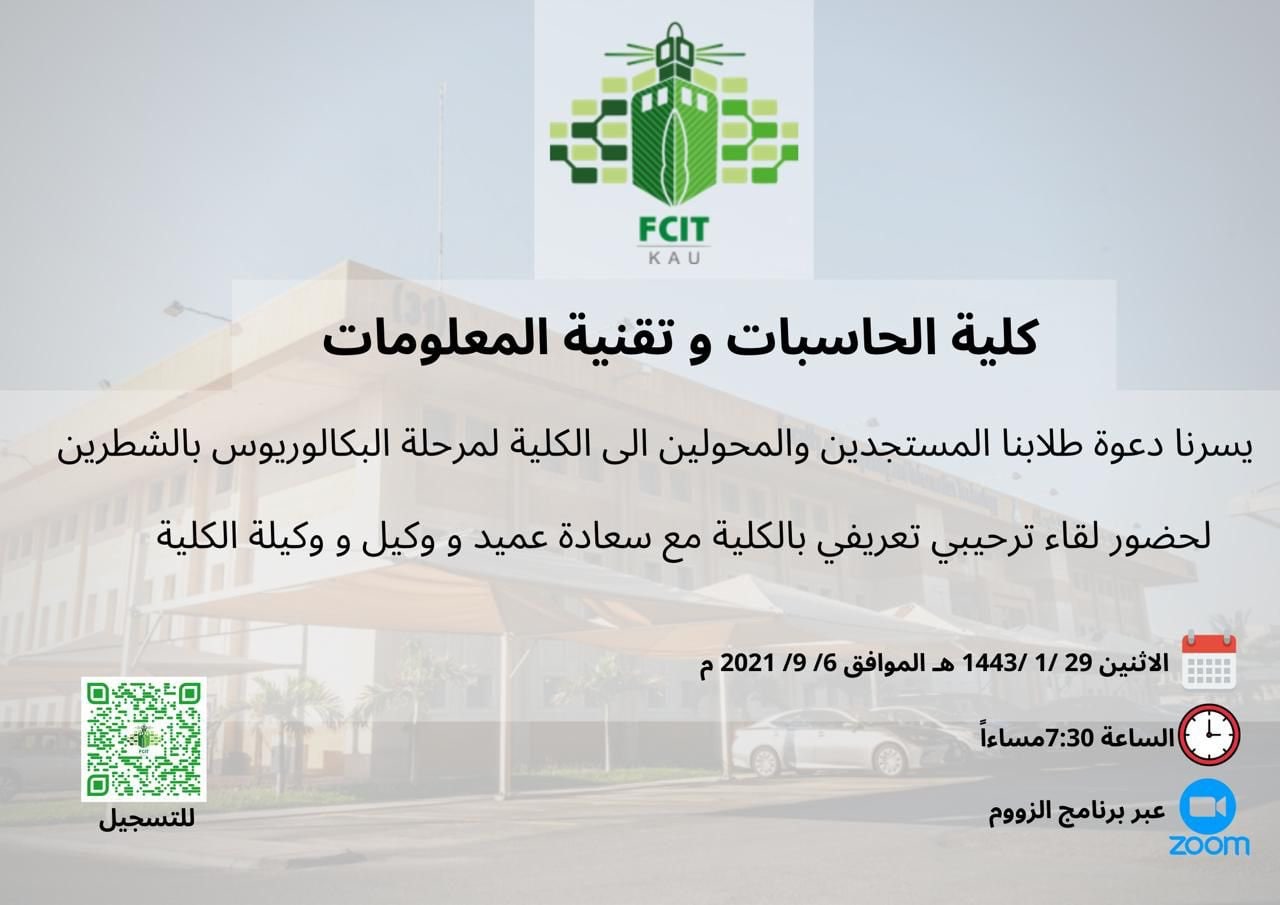 FCIT
KAU
(31)
كلية الحاسبات و تقنية المعلومات
يسرنا دعوة طلابنا المستجدين والمحولين الى الكلية لمرحلة البكالوريوس بالشطرين
لحضور لقاء ترحيبي تعريفي بالكلية مع سعادة عميد و وكيل و وكيلة الكلية
الاثنين 29 /1 /1443 هـ الموافق 6/ 9/ 2021 م
الساعة 7:30مساءاً
عبر برنامج الزووم
zoom
FCIT
للتسجيل